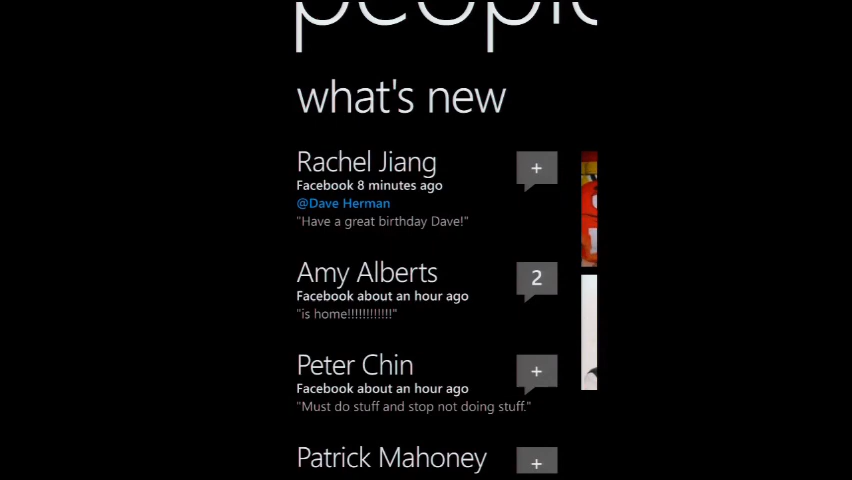 people
what's new
Rachel Jiang
+
Facebook 8 minutes ago
@Dave Herman
"Have a great birthday Dave!"
Amy Alberts
2
Facebook about an hour ago
"is home!!!!!!!!!!!!"
Peter Chin
+
Facebook about an hour ago
"Must do stuff and stop not doing stuff."
Patrick Mahoney
+